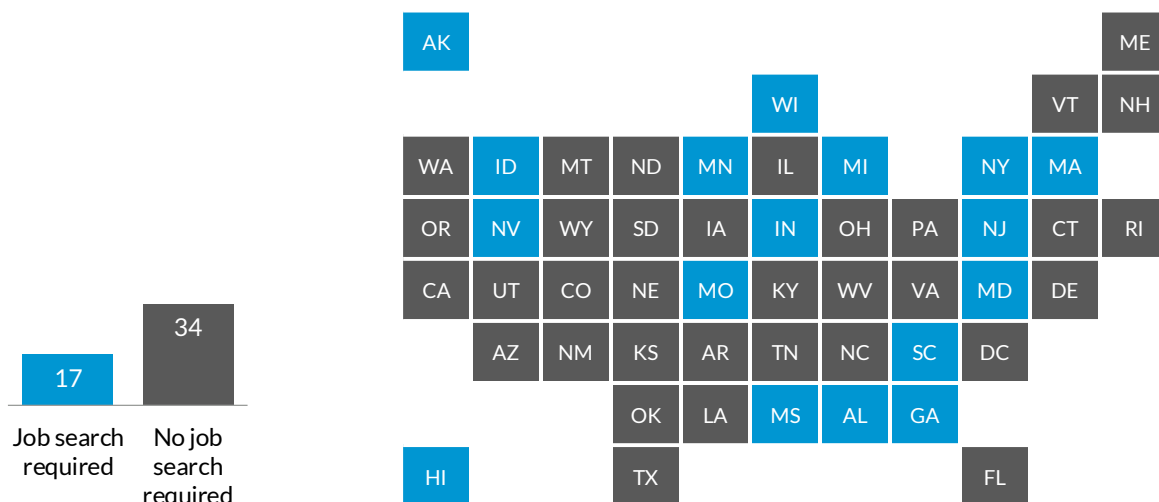 AK ME
WI VT NH
WA ID MT ND MN IL MI NY MA
OR NV WY SD IA IN OH PA NJ CT RI
CA UT CO NE MO KY WV VA MD DE
AZ NM KS AR TN NC SC DC
OK LA MS AL GA
HI TX FL
17
34
Job search
required
No job
search
required